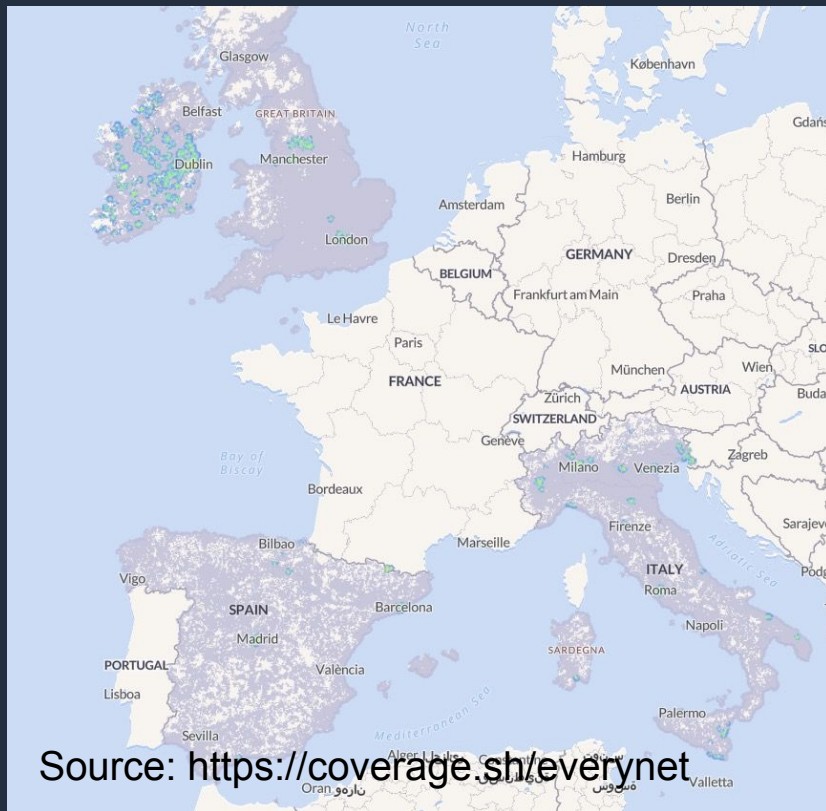 North
Sea
Glasgow
København
Belfast
GREAT BRITAIN
Gdańs
Dublin
Manchester
Hamburg
Amsterdam
Berlin
London
GERMANY
BELGIUM
Dresden
Frankfurt am Main
Praha
Le Havre
Paris
SLO
München
Wien
FRANCE
AUSTRIA
Buda
Zürich
SWITZERLAND
Genève
Zagreb
Bay of
Biscay
Milano
Venezia
Bordeaux
Firenze
Sarajevo
Bilbao
Marseille
Adriatic Sea
Podg
Vigo
ITALY
SPAIN
Barcelona
Roma
Madrid
Napoli
PORTUGAL
València
SARDEGNA
Lisboa
Mediterranean Sea
Palermo
Sevilla
Source: https://coverage.sh/everynet
Alger
Oran وهران
سوسة
Valletta